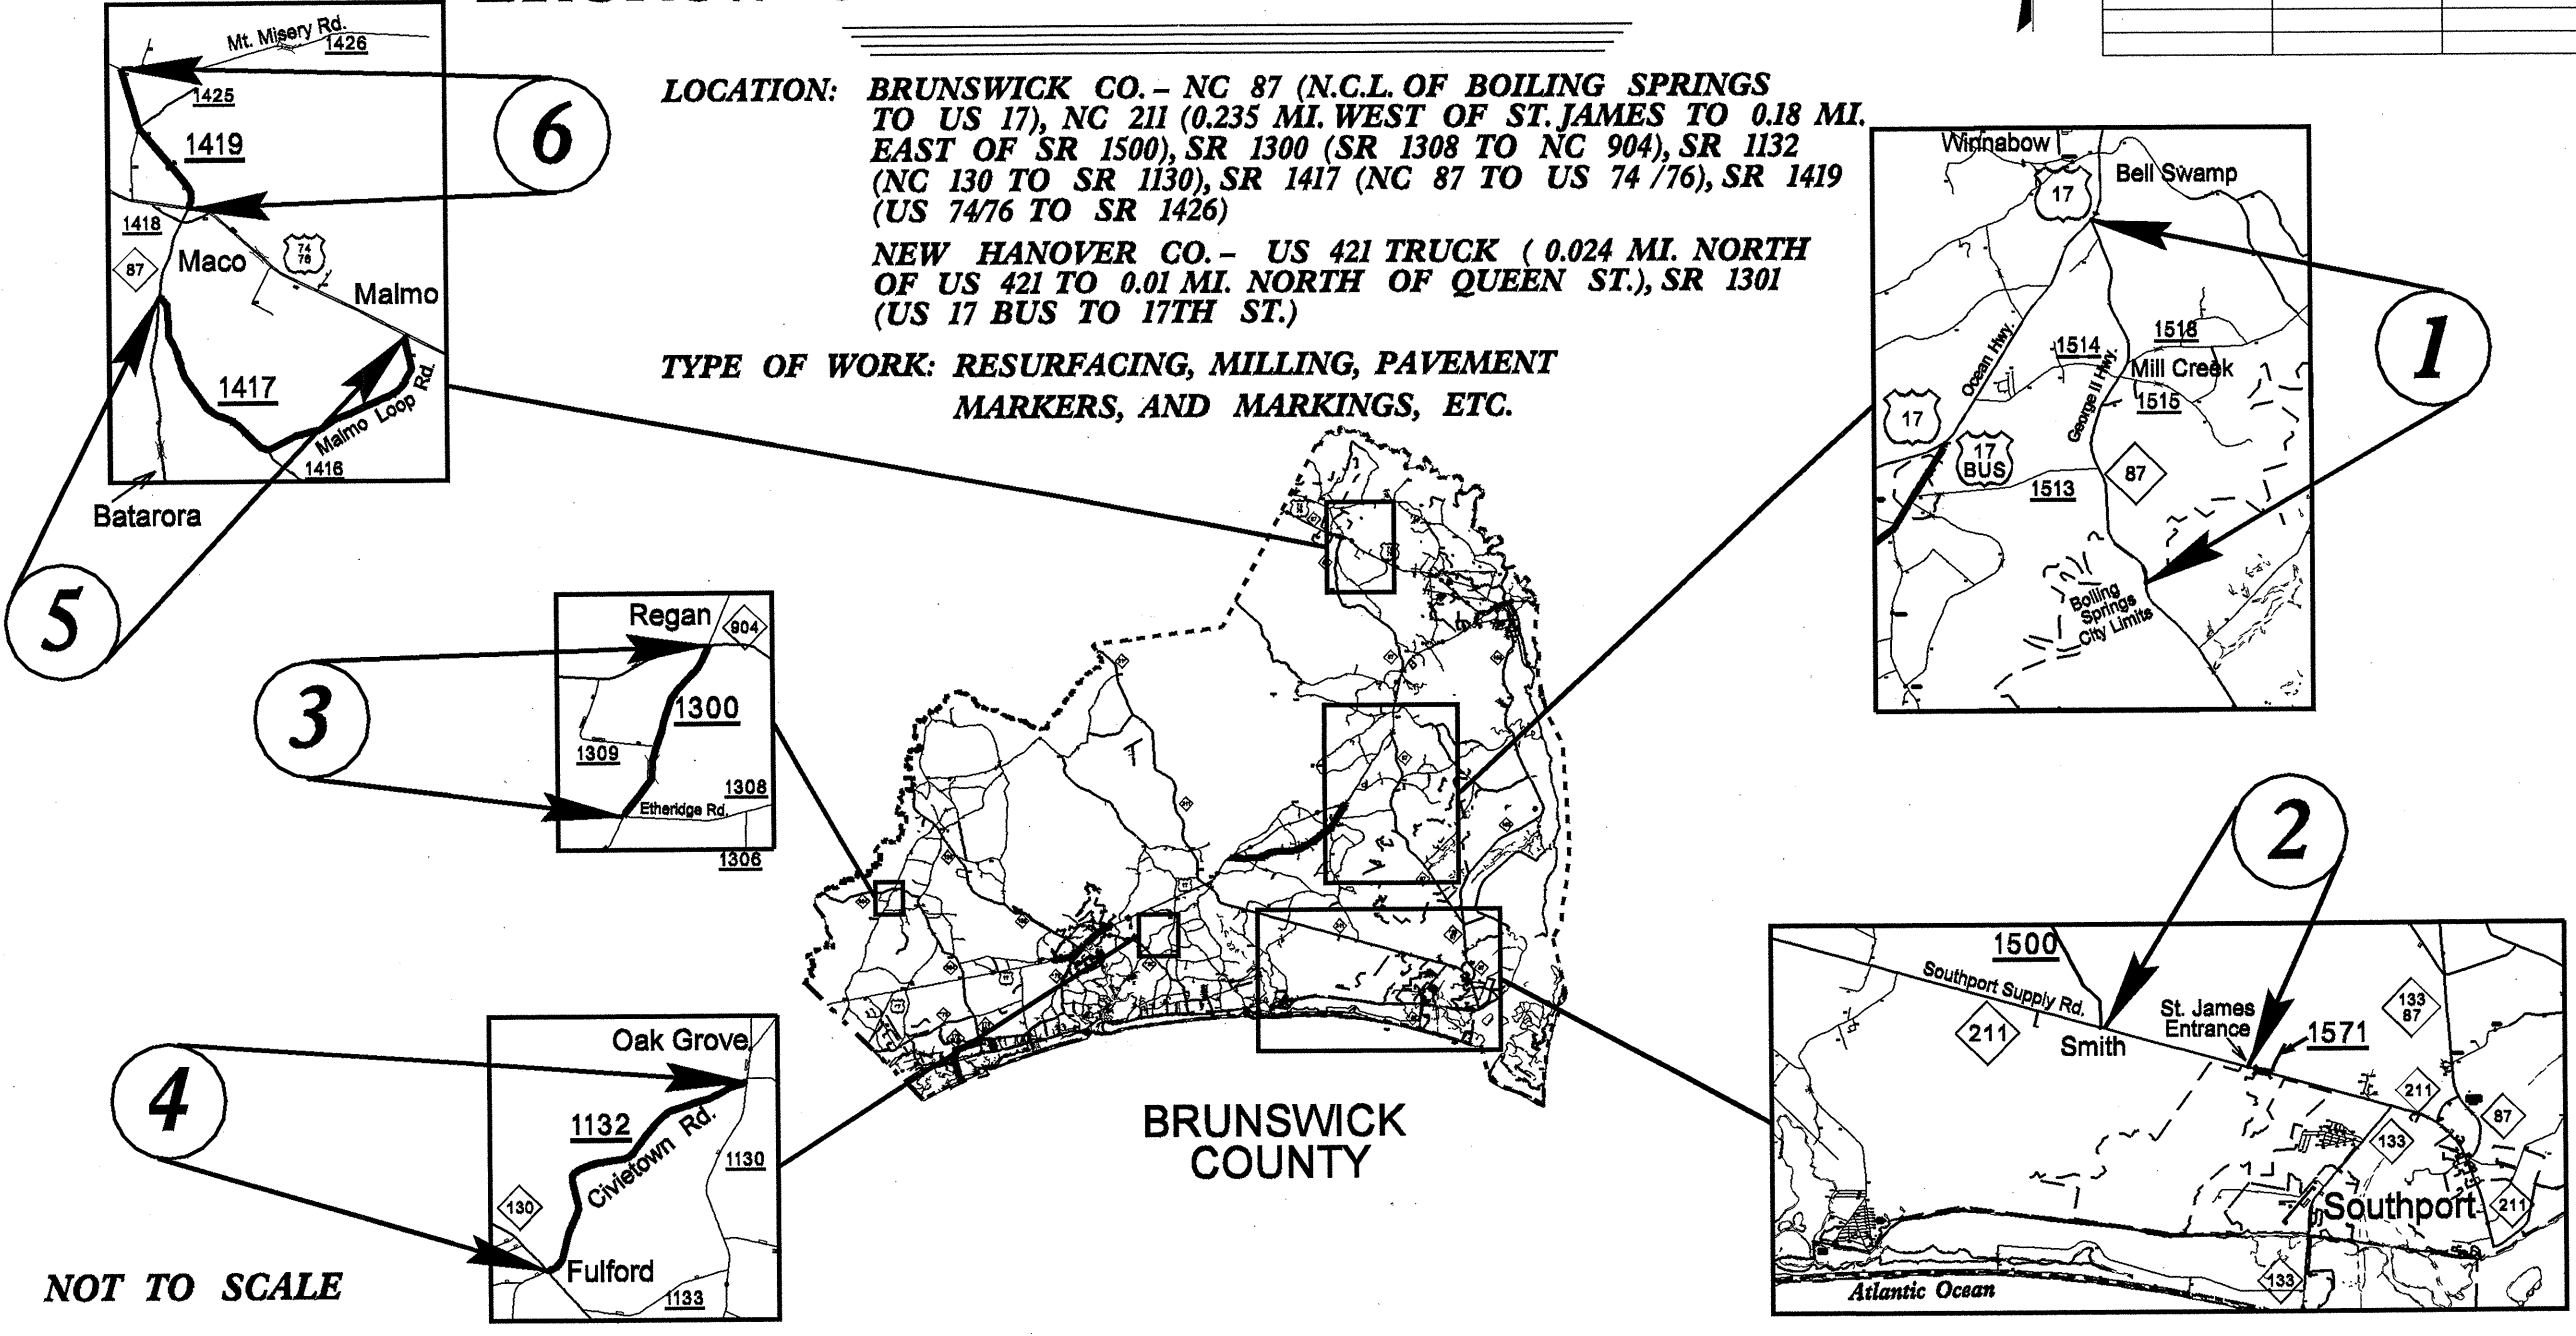 LOCATION: BRUNSWICK CO. - NC 87 (N.C.L. OF BOILING SPRINGS
TO US 17), NC 211 (0.235 MI. WEST OF ST. JAMES TO 0.18 MI.
EAST OF SR 1500), SR 1300 (SR 1308 TO NC 904), SR 1132
(NC 130 TO SR 1130), SR 1417 (NC 87 TO US 74 /76), SR 1419
(US 74/76 TO SR 1426)
NEW HANOVER CO. - US 421 TRUCK ( 0.024 MI. NORTH
OF US 421 TO 0.01 MI. NORTH OF QUEEN ST.), SR 1301
(US 17 BUS TO 17TH ST.)
TYPE OF WORK: RESURFACING, MILLING, PAVEMENT
MARKERS, AND MARKINGS, ETC.
Mt. Misery Rd.
1426
1425
1419
1418
Maco
74
76
87
Malmo
1417
Malmo Loop Rd.
1416
Batarora
6
5
Winnabow
17
Bell Swamp
Ocean Hwy.
1514
1518
George II Hwy.
Mill Creek
1515
17
17
BUS
1513
87
Boiling
Springs
City Limits
1
Regan
904
1300
1309
1308
Etheridge Rd.
1306
3
Oak Grove
1132
Civietown Rd.
1130
130
Fulford
1133
4
BRUNSWICK
COUNTY
2
1500
Southport Supply Rd.
211
Smith
St. James
Entrance
1571
133
87
211
87
133
Southport
211
133
Atlantic Ocean
NOT TO SCALE